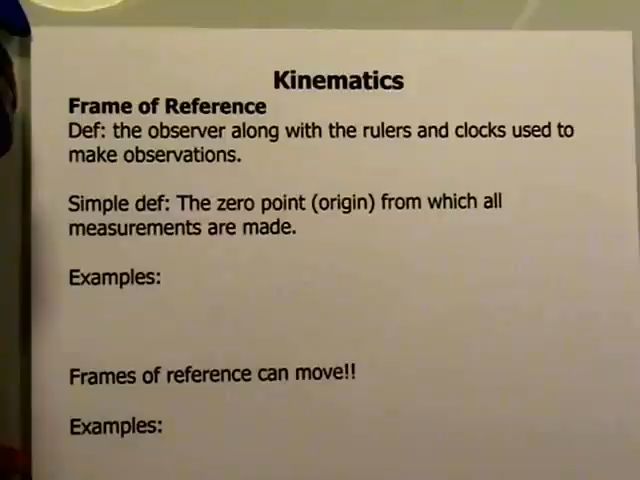 Kinematics
Frame of Reference
Def: the observer along with the rulers and clocks used to
make observations.
Simple def: The zero point (origin) from which all
measurements are made.
Examples:
Frames of reference can move!!
Examples: